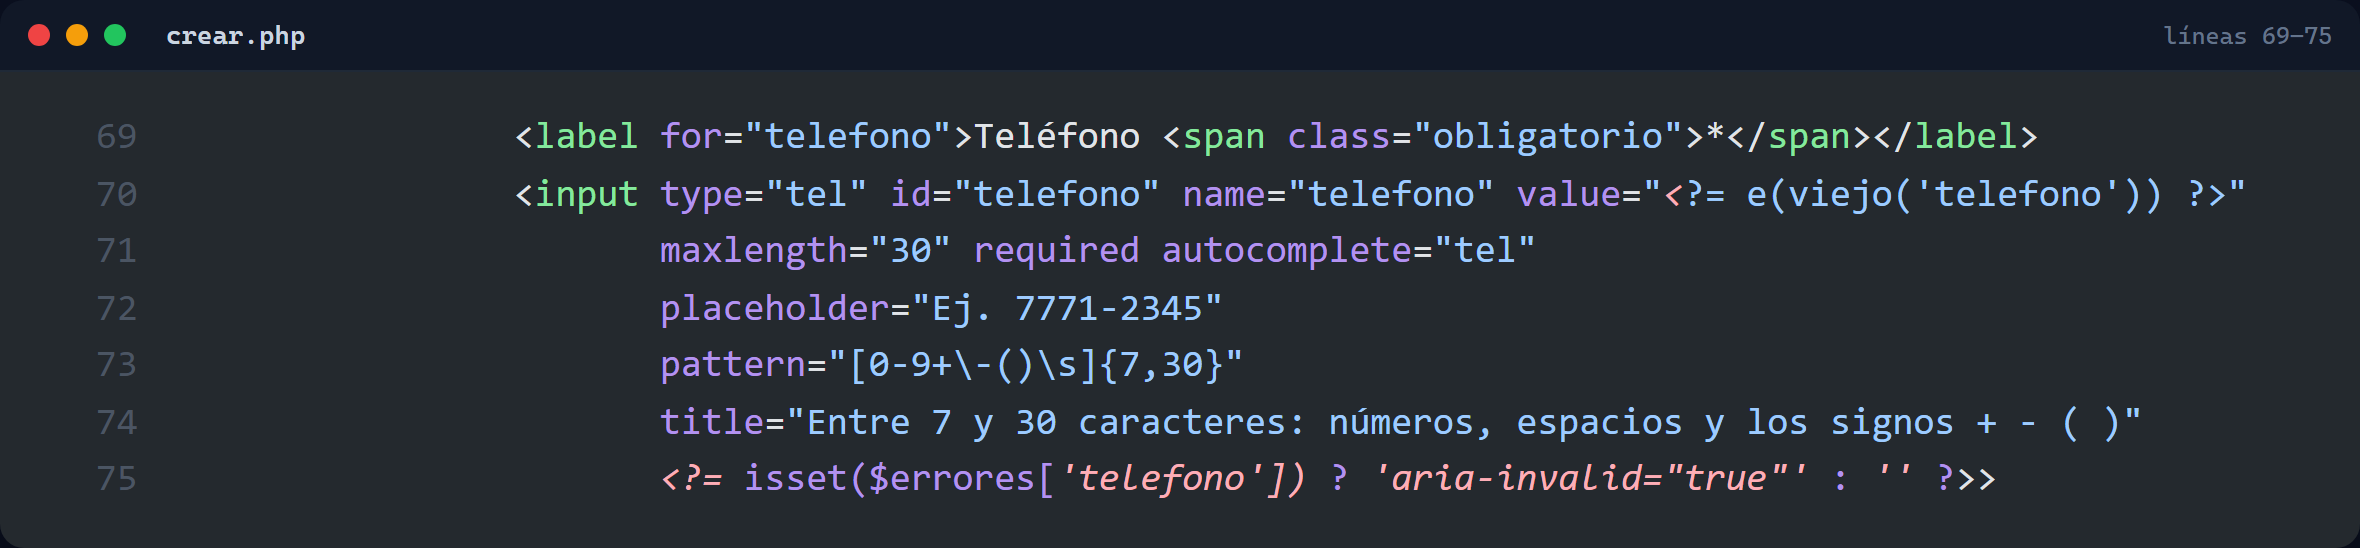 crear.php
líneas 69–75
69 <label for="telefono">Teléfono <span class="obligatorio">*</span></label>
70 <input type="tel" id="telefono" name="telefono" value="<?= e(viejo('telefono')) ?>"
71 maxlength="30" required autocomplete="tel"
72 placeholder="Ej. 7771-2345"
73 pattern="[0-9+\-()\s]{7,30}"
74 title="Entre 7 y 30 caracteres: números, espacios y los signos + - ( )"
75 <?= isset($errores['telefono']) ? 'aria-invalid="true"' : '' ?>>